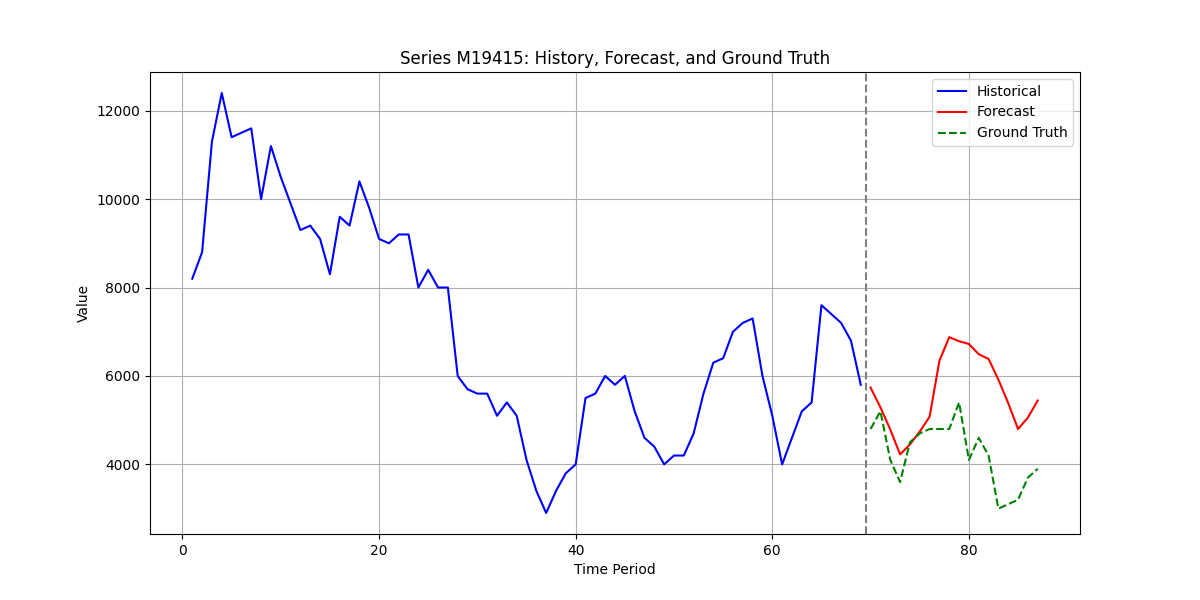 Series M19415: History, Forecast, and Ground Truth
Historical
Forecast
Ground Truth
12000
10000
8000
6000
4000
Value
0
20
40
60
80
Time Period